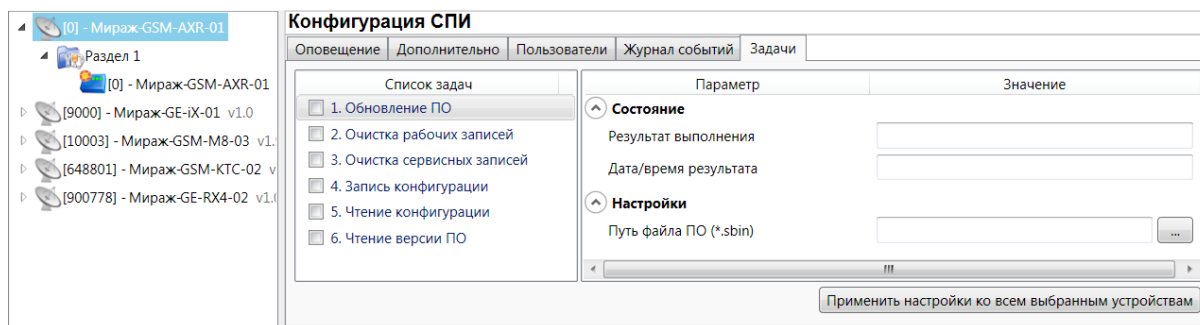 [0] - Мираж-GSM-AXR-01
Раздел 1
[0] - Мираж-GSM-AXR-01
[9000] - Мираж-GE-iX-01 v1.0
[10003] - Мираж-GSM-M8-03 v1.
[648801] - Мираж-GSM-KTC-02 v
[900778] - Мираж-GE-RX4-02 v1.0
Конфигурация СПИ
Оповещение Дополнительно Пользователи Журнал событий Задачи
Список задач
1. Обновление ПО
2. Очистка рабочих записей
3. Очистка сервисных записей
4. Запись конфигурации
5. Чтение конфигурации
6. Чтение версии ПО
Параметр Значение
Состояние
Результат выполнения
Дата/время результата
Настройки
Путь файла ПО (*.sbin) ...
Применить настройки ко всем выбранным устройствам